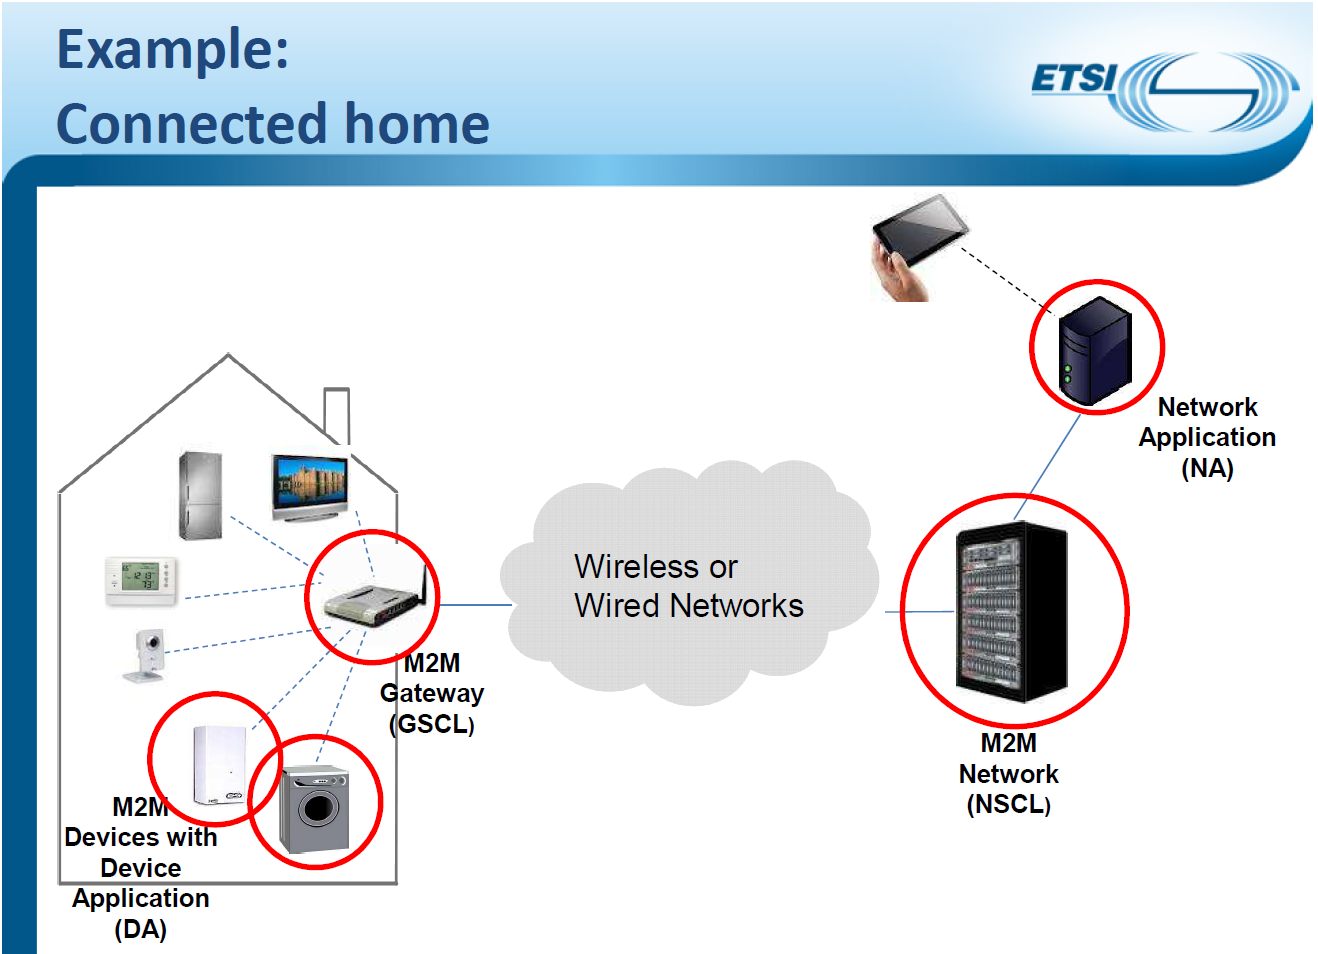 Example:
Connected home
ETSI
Network
Application
(NA)
Wireless or
Wired Networks
M2M
Gateway
(GSCL)
M2M
Network
(NSCL)
M2M
Devices with
Device
Application
(DA)